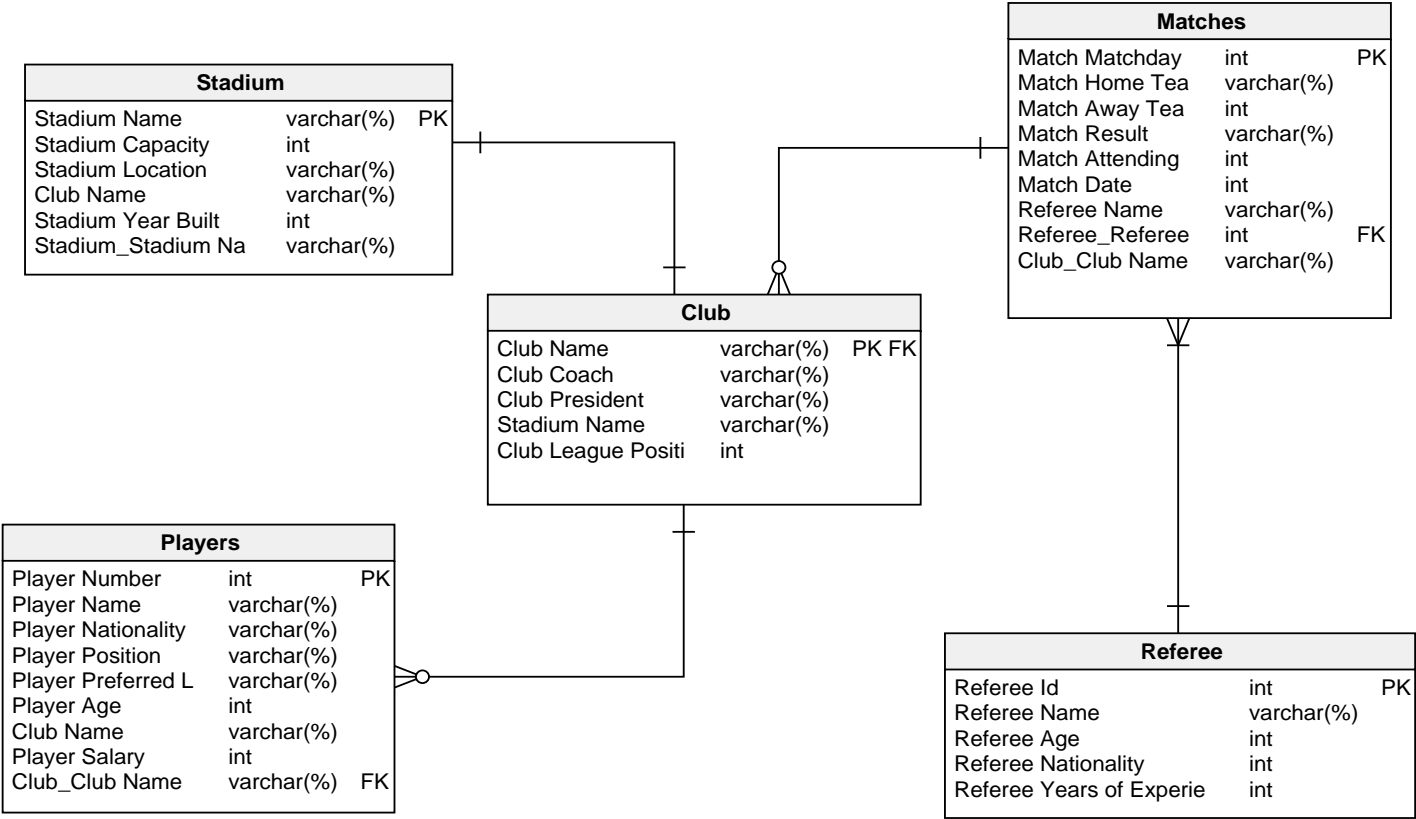 Matches
Match Matchday int PK
Match Home Tea varchar(%)
Match Away Tea int
Match Result varchar(%)
Match Attending int
Match Date int
Referee Name varchar(%)
Referee_Referee int FK
Club_Club Name varchar(%)
Stadium
Stadium Name varchar(%) PK
Stadium Capacity int
Stadium Location varchar(%)
Club Name varchar(%)
Stadium Year Built int
Stadium_Stadium Na varchar(%)
Club
Club Name varchar(%) PK FK
Club Coach varchar(%)
Club President varchar(%)
Stadium Name varchar(%)
Club League Positi int
Players
Player Number int PK
Player Name varchar(%)
Player Nationality varchar(%)
Player Position varchar(%)
Player Preferred L varchar(%)
Player Age int
Club Name varchar(%)
Player Salary int
Club_Club Name varchar(%) FK
Referee
Referee Id int PK
Referee Name varchar(%)
Referee Age int
Referee Nationality int
Referee Years of Experie int